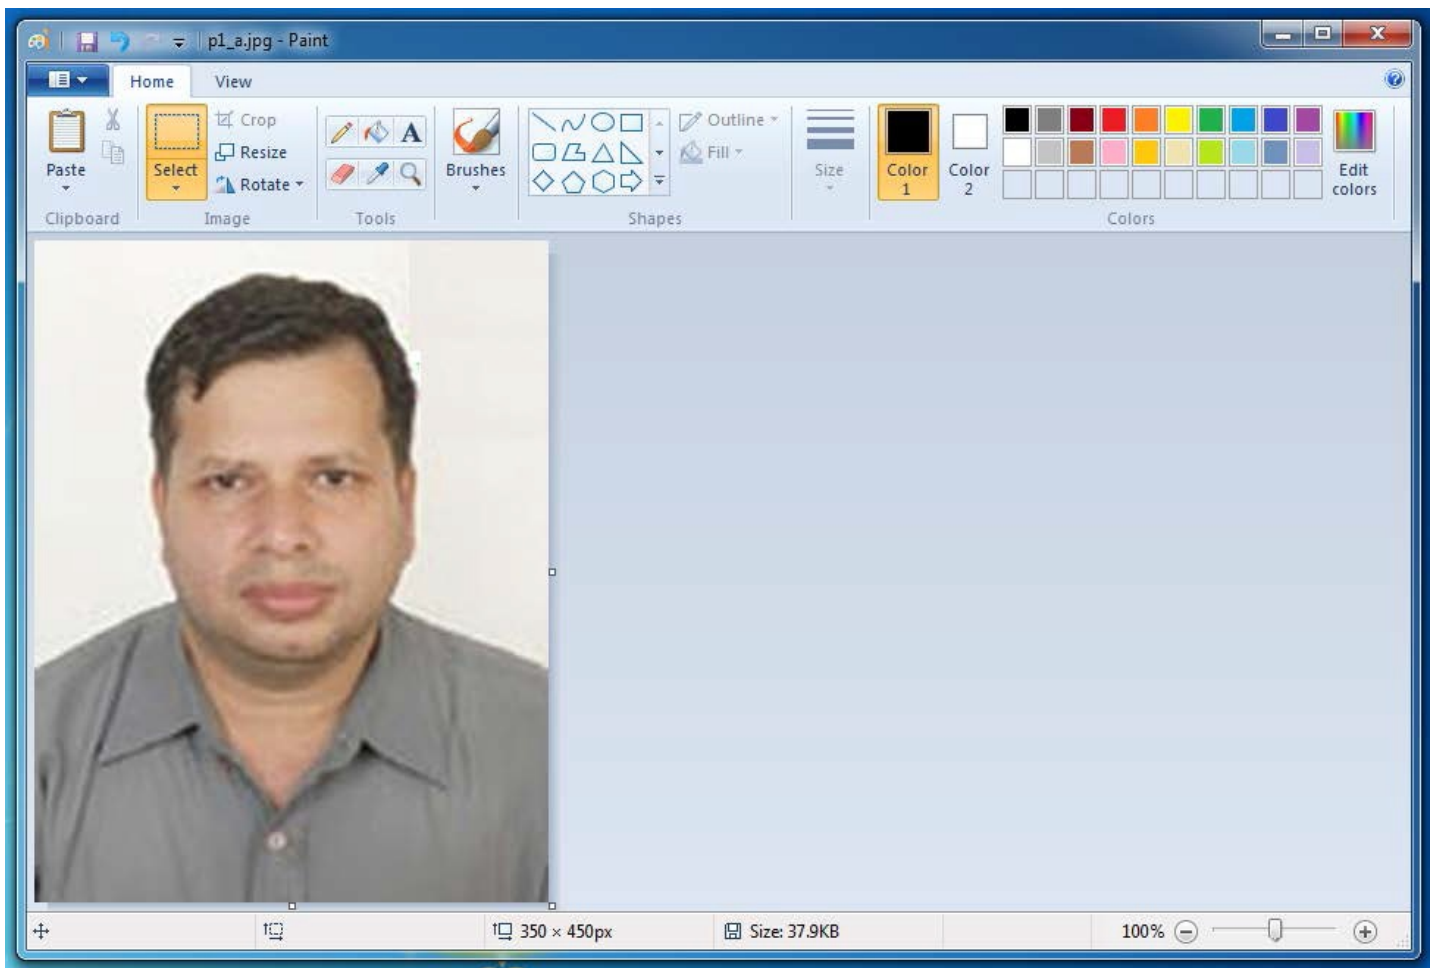 p1_a.jpg - Paint
Home View
Paste
Select
Crop
Resize
Rotate
A
Brushes
Outline
Fill
Size
Color
1
Color
2
Edit
colors
Clipboard Image Tools Shapes Colors
350 × 450px Size: 37.9KB 100%